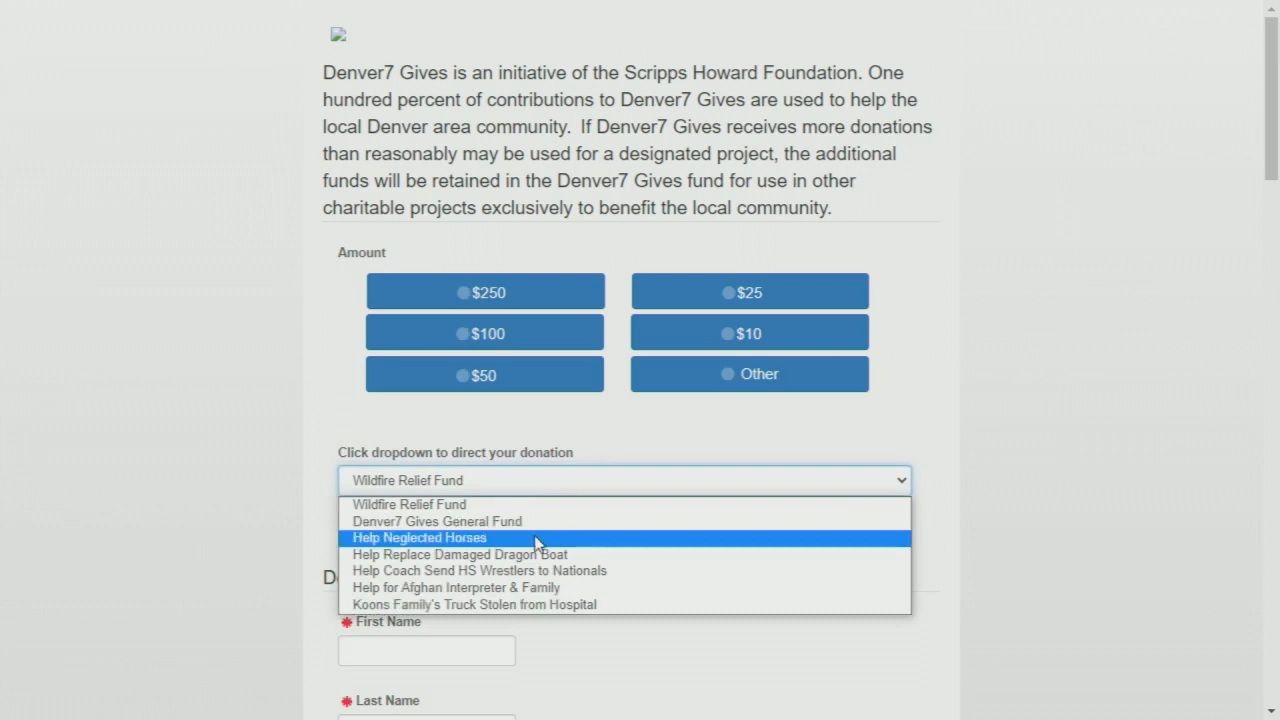 Denver7 Gives is an initiative of the Scripps Howard Foundation. One
hundred percent of contributions to Denver7 Gives are used to help the
local Denver area community. If Denver7 Gives receives more donations
than reasonably may be used for a designated project, the additional
funds will be retained in the Denver7 Gives fund for use in other
charitable projects exclusively to benefit the local community.
Amount
$250
$25
$100
$10
$50
Other
Click dropdown to direct your donation
Wildfire Relief Fund
Wildfire Relief Fund
Denver7 Gives General Fund
Help Neglected Horses
Help Replace Damaged Dragon Boat
Help Coach Send HS Wrestlers to Nationals
Help for Afghan Interpreter & Family
Koons Family's Truck Stolen from Hospital
First Name
Last Name